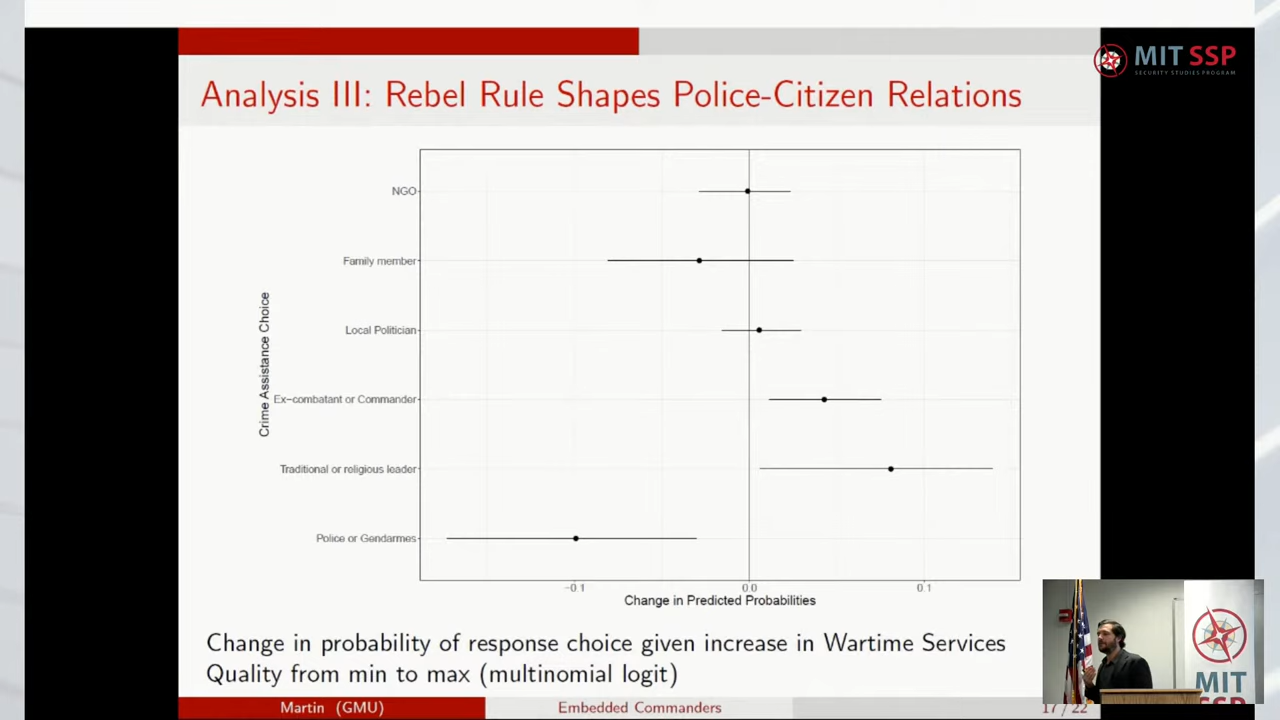 MIT SSP
SECURITY STUDIES PROGRAM
Analysis III: Rebel Rule Shapes Police-Citizen Relations
Crime Assistance Choice
NGO
Family member
Local Politician
Ex-combatant or Commander
Traditional or religious leader
Police or Gendarmes
-0.1
0.0
0.1
Change in Predicted Probabilities
Change in probability of response choice given increase in Wartime Services
Quality from min to max (multinomial logit)
Martin (GMU)
Embedded Commanders
17/22
MIT
SSP